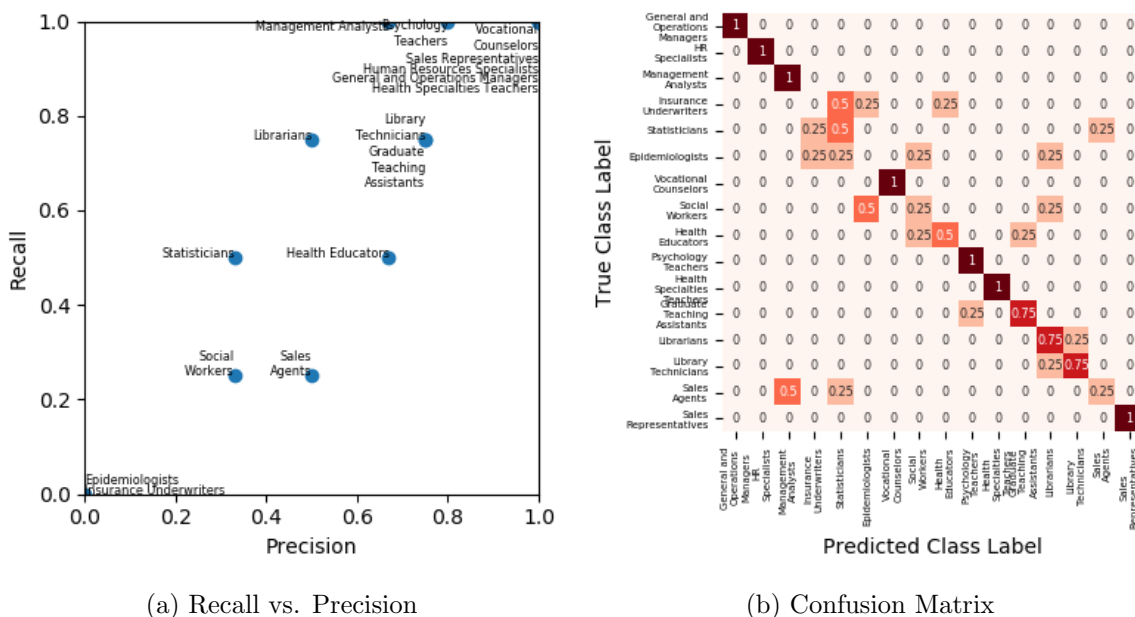 1.0
0.8
0.6
0.4
0.2
0.0
Recall
Management Analysts
Psychology
Teachers
Vocational
Counselors
Sales Representatives
Human Resources Specialists
General and Operations Managers
Health Specialties Teachers
Librarians
Library
Technicians
Graduate
Teaching
Assistants
Statisticians
Health Educators
Social
Workers
Sales
Agents
Epidemiologists
Insurance Underwriters
0.0 0.2 0.4 0.6 0.8 1.0
Precision
(a) Recall vs. Precision
True Class Label
General and
Operations
Managers
1 0 0 0 0 0 0 0 0 0 0 0 0 0 0 0
HR
Specialists
0 1 0 0 0 0 0 0 0 0 0 0 0 0 0 0
Management
Analysts
0 0 1 0 0 0 0 0 0 0 0 0 0 0 0 0
Insurance
Underwriters
0 0 0 0 0.5 0.25 0 0 0.25 0 0 0 0 0 0 0
Statisticians
0 0 0 0.25 0.5 0 0 0 0 0 0 0 0 0 0.25 0
Epidemiologists
0 0 0 0.25 0.25 0 0 0.25 0 0 0 0 0.25 0 0 0
Vocational
Counselors
0 0 0 0 0 0 1 0 0 0 0 0 0 0 0 0
Social
Workers
0 0 0 0 0 0.5 0 0.25 0 0 0 0 0.25 0 0 0
Health
Educators
0 0 0 0 0 0 0 0.25 0.5 0 0 0.25 0 0 0 0
Psychology
Teachers
0 0 0 0 0 0 0 0 0 1 0 0 0 0 0 0
Health
Specialties
Teachers
0 0 0 0 0 0 0 0 0 0 1 0 0 0 0 0
Graduate
Teaching
Assistants
0 0 0 0 0 0 0 0 0 0.25 0 0.75 0 0 0 0
Librarians
0 0 0 0 0 0 0 0 0 0 0 0 0.75 0.25 0 0
Library
Technicians
0 0 0 0 0 0 0 0 0 0 0 0 0.25 0.75 0 0
Sales
Agents
0 0 0.5 0 0.25 0 0 0 0 0 0 0 0 0 0.25 0
Sales
Representatives
0 0 0 0 0 0 0 0 0 0 0 0 0 0 0 1
General and
Operations
Managers
HR
Specialists
Management
Analysts
Insurance
Underwriters
Statisticians
Epidemiologists
Vocational
Counselors
Social
Workers
Health
Educators
Psychology
Teachers
Health
Specialties
Teachers
Graduate
Teaching
Assistants
Librarians
Library
Technicians
Sales
Agents
Sales
Representatives
Predicted Class Label
(b) Confusion Matrix